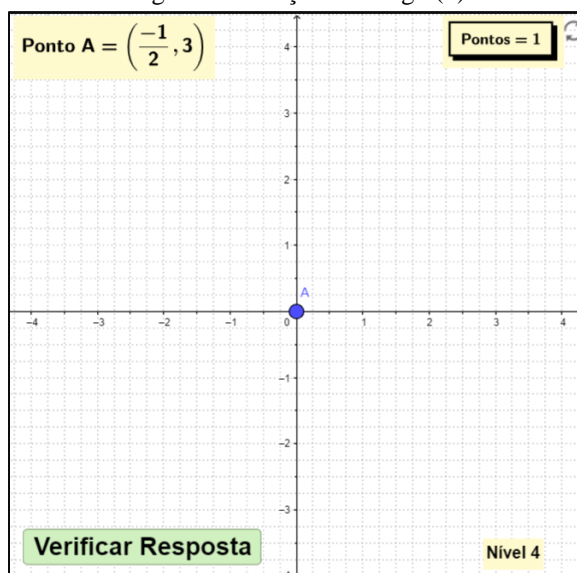 Ponto A = (-1/2, 3)
Pontos = 1
4
3
2
1
A
−4 −3 −2 −1 0 1 2 3 4
−1
−2
−3
Verificar Resposta
Nível 4